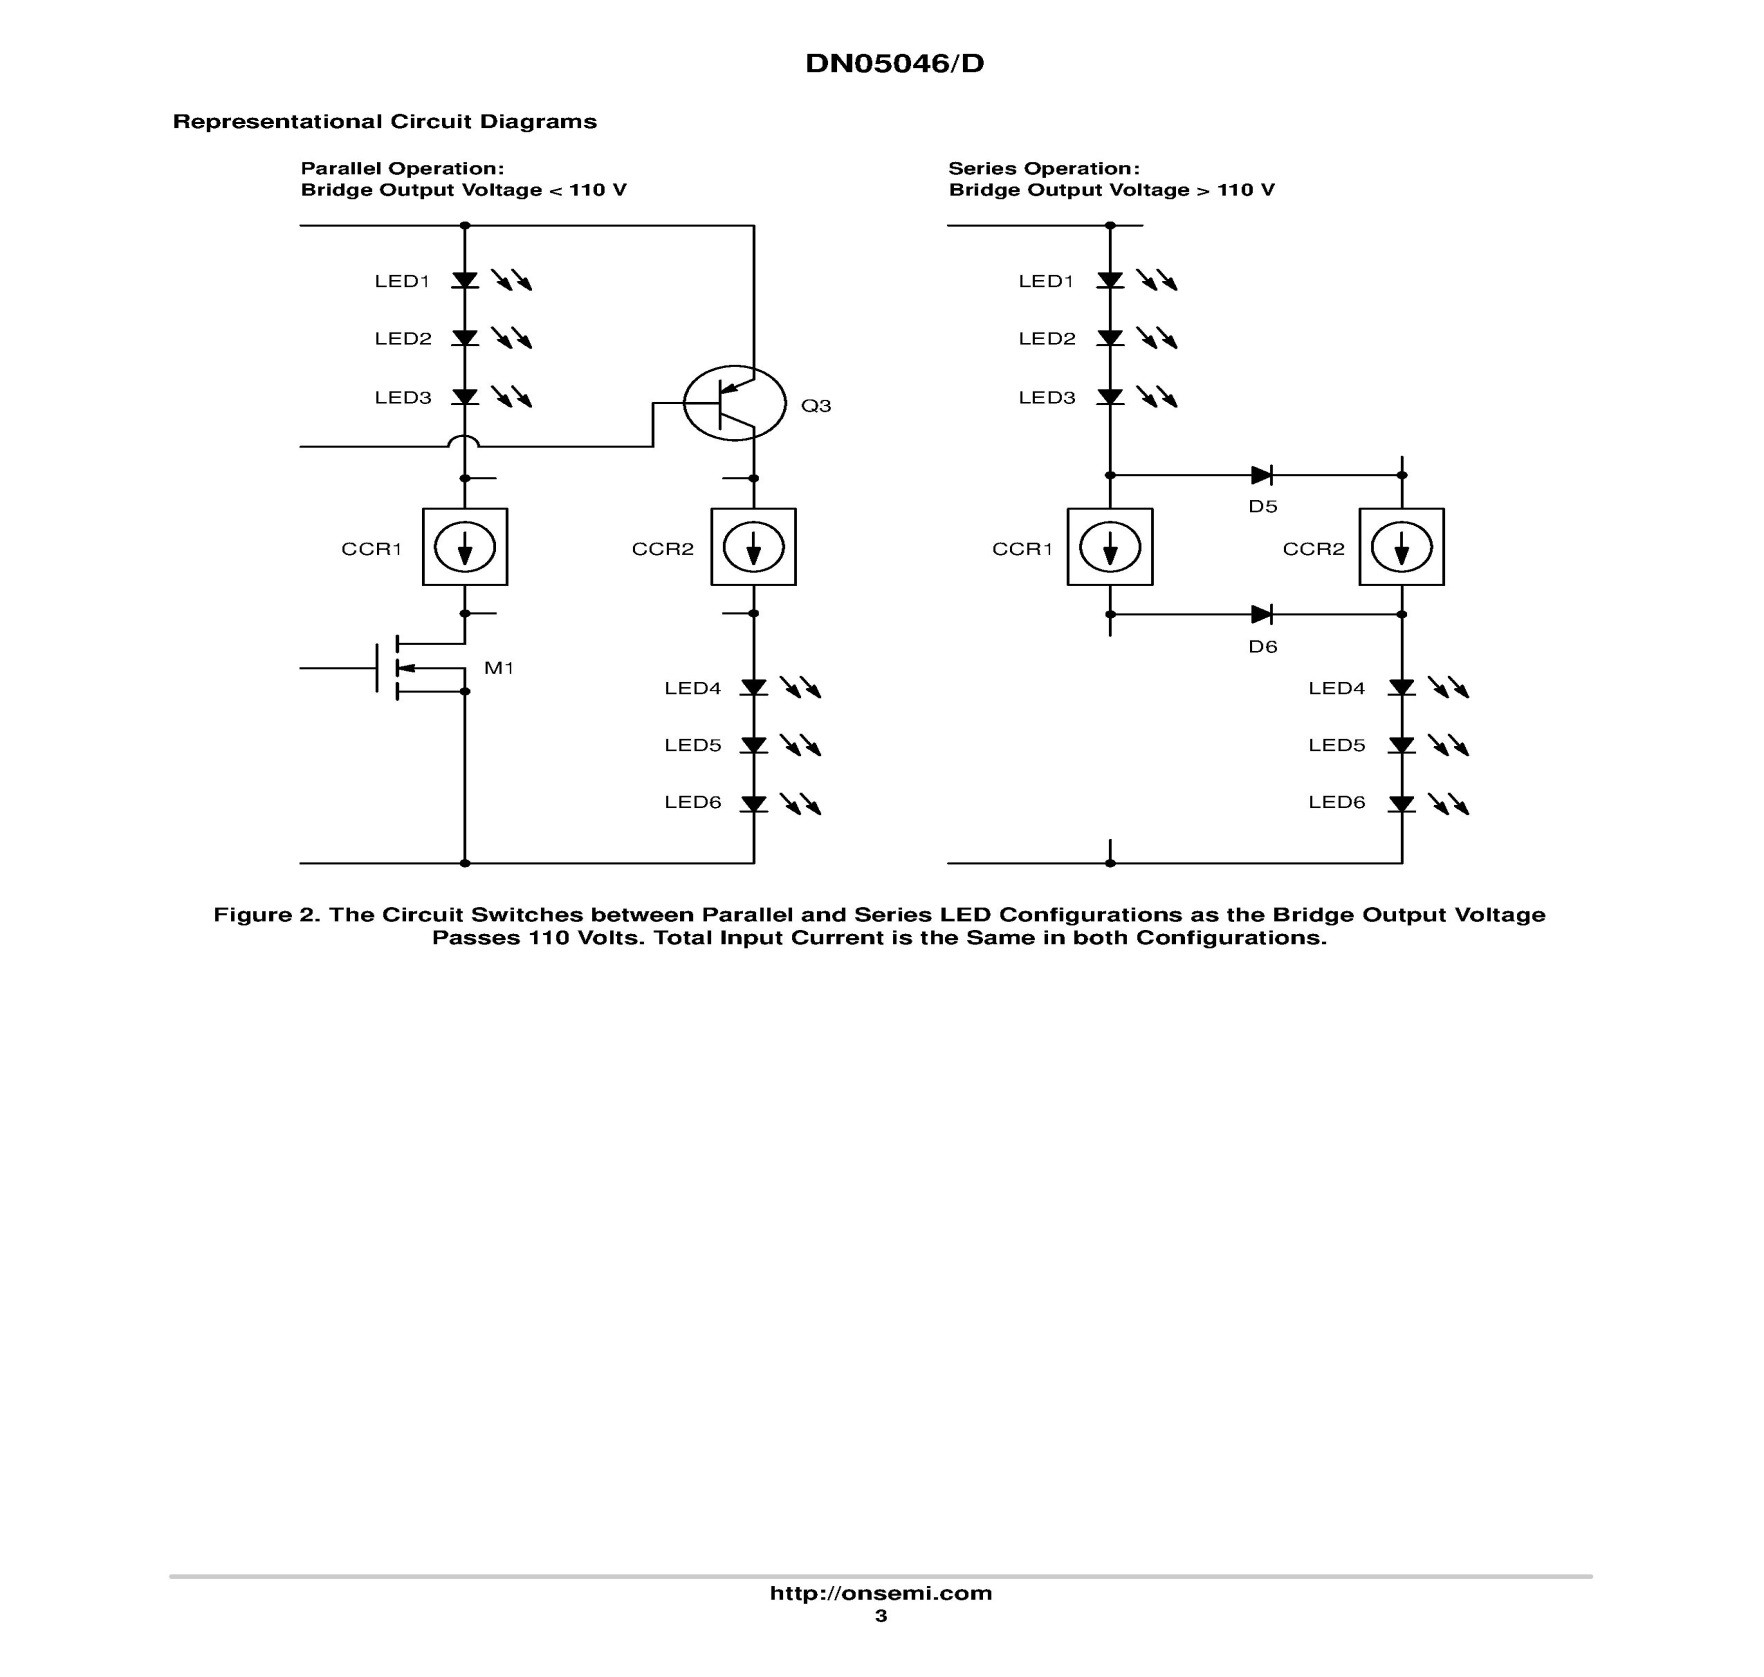 DN05046/D
Representational Circuit Diagrams
Parallel Operation:
Bridge Output Voltage < 110 V
LED1
LED2
LED3
Q3
CCR1
CCR2
M1
LED4
LED5
LED6
Series Operation:
Bridge Output Voltage > 110 V
LED1
LED2
LED3
D5
CCR1
CCR2
D6
LED4
LED5
LED6
Figure 2. The Circuit Switches between Parallel and Series LED Configurations as the Bridge Output Voltage
Passes 110 Volts. Total Input Current is the Same in both Configurations.
http://onsemi.com
3